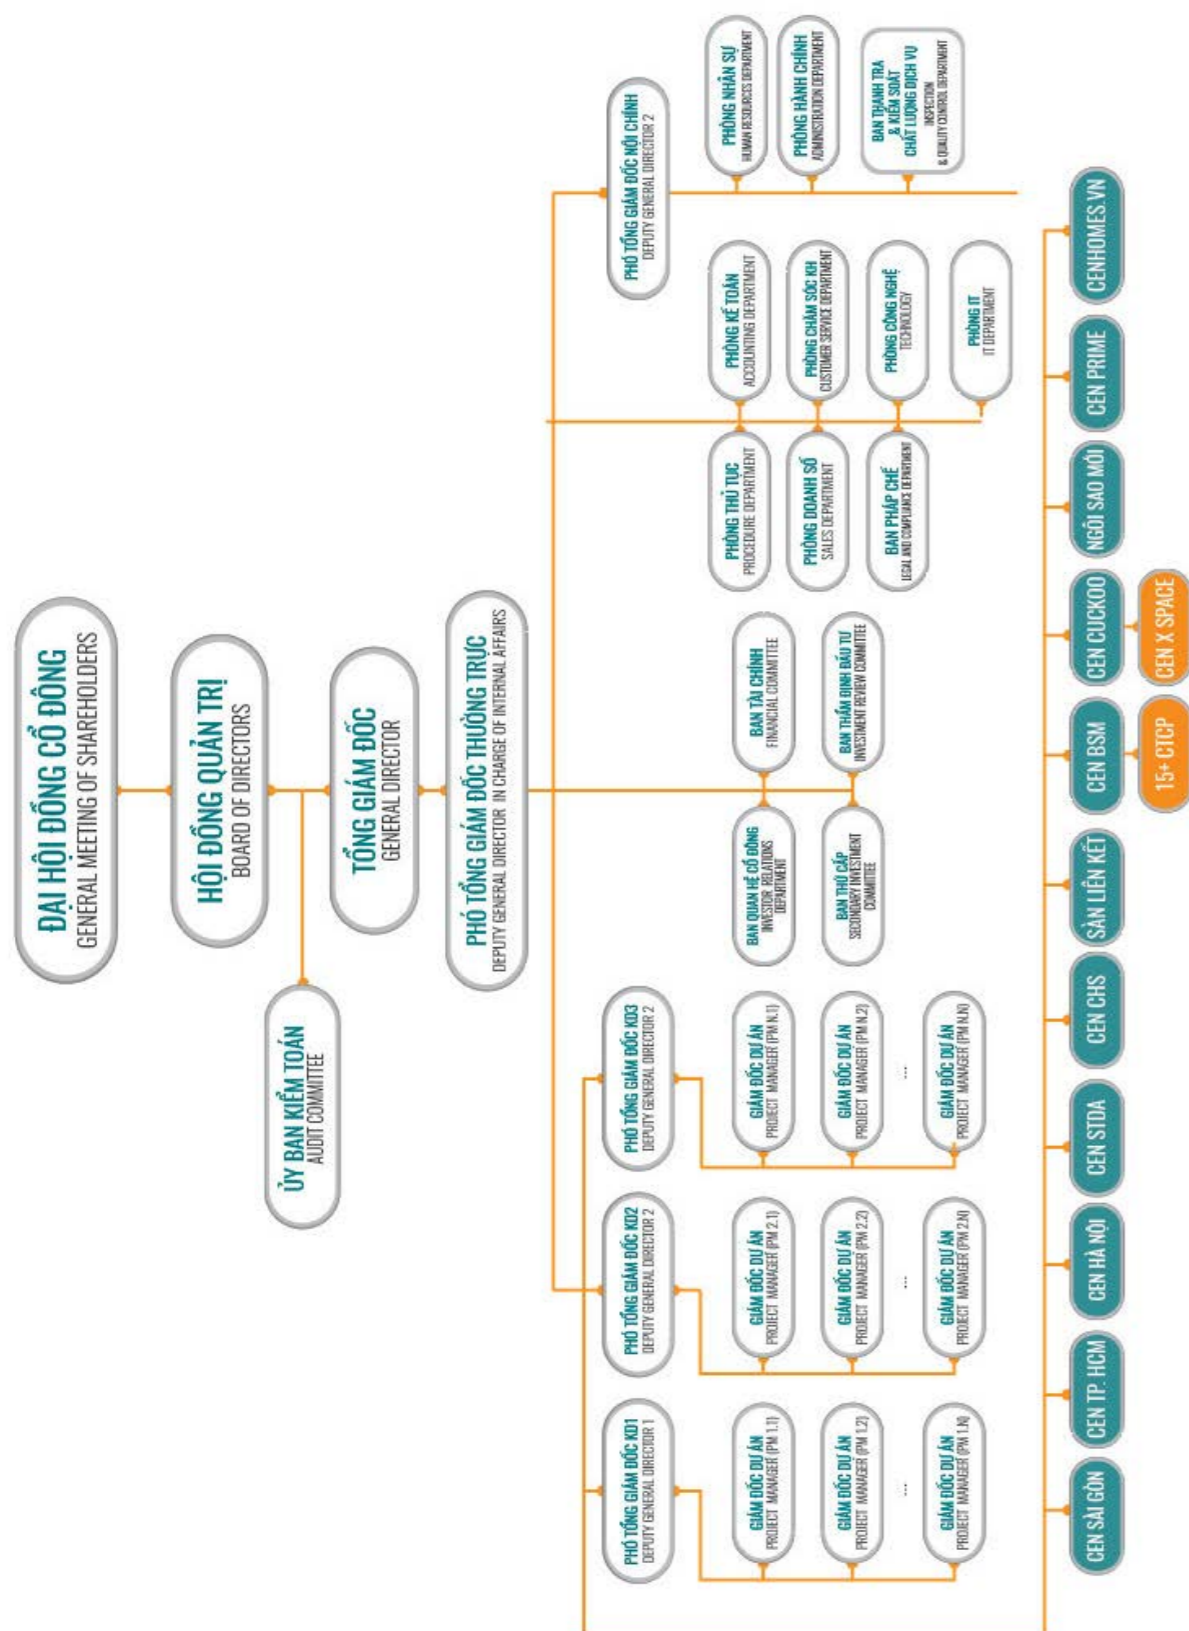 ĐẠI HỘI ĐỒNG CỔ ĐÔNG
GENERAL MEETING OF SHAREHOLDERS
HỘI ĐỒNG QUẢN TRỊ
BOARD OF DIRECTORS
ỦY BAN KIỂM TOÁN
AUDIT COMMITTEE
TỔNG GIÁM ĐỐC
GENERAL DIRECTOR
PHÓ TỔNG GIÁM ĐỐC THƯỜNG TRỰC
DEPUTY GENERAL DIRECTOR IN CHARGE OF INTERNAL AFFAIRS
PHÓ TỔNG GIÁM ĐỐC KD1
DEPUTY GENERAL DIRECTOR 1
PHÓ TỔNG GIÁM ĐỐC KD2
DEPUTY GENERAL DIRECTOR 2
PHÓ TỔNG GIÁM ĐỐC KD3
DEPUTY GENERAL DIRECTOR 2
PHÓ TỔNG GIÁM ĐỐC NỘI CHÍNH
DEPUTY GENERAL DIRECTOR 2
GIÁM ĐỐC DỰ ÁN
PROJECT MANAGER (PM 1.1)
GIÁM ĐỐC DỰ ÁN
PROJECT MANAGER (PM 1.2)
...
GIÁM ĐỐC DỰ ÁN
PROJECT MANAGER (PM 1.N)
GIÁM ĐỐC DỰ ÁN
PROJECT MANAGER (PM 2.1)
GIÁM ĐỐC DỰ ÁN
PROJECT MANAGER (PM 2.2)
...
GIÁM ĐỐC DỰ ÁN
PROJECT MANAGER (PM 2.N)
GIÁM ĐỐC DỰ ÁN
PROJECT MANAGER (PM N.1)
GIÁM ĐỐC DỰ ÁN
PROJECT MANAGER (PM N.2)
...
GIÁM ĐỐC DỰ ÁN
PROJECT MANAGER (PM N.N)
BAN QUAN HỆ CỔ ĐÔNG
INVESTOR RELATIONS
DEPARTMENT
BAN TÀI CHÍNH
FINANCIAL COMMITTEE
BAN THỨ CẤP
SECONDARY INVESTMENT
COMMITTEE
BAN THẨM ĐỊNH ĐẦU TƯ
INVESTMENT REVIEW COMMITTEE
PHÒNG THỦ TỤC
PROCEDURE DEPARTMENT
PHÒNG KẾ TOÁN
ACCOUNTING DEPARTMENT
PHÒNG DOANH SỐ
SALES DEPARTMENT
PHÒNG CHĂM SÓC KH
CUSTOMER SERVICE DEPARTMENT
BAN PHÁP CHẾ
LEGAL AND COMPLIANCE DEPARTMENT
PHÒNG CÔNG NGHỆ
TECHNOLOGY
PHÒNG IT
IT DEPARTMENT
PHÒNG NHÂN SỰ
HUMAN RESOURCES DEPARTMENT
PHÒNG HÀNH CHÍNH
ADMINISTRATION DEPARTMENT
BAN THANH TRA
& KIỂM SOÁT
CHẤT LƯỢNG DỊCH VỤ
INSPECTION
& QUALITY CONTROL DEPARTMENT
CEN SÀI GÒN
CEN TP. HCM
CEN HÀ NỘI
CEN STDA
CEN CHS
SÀN LIÊN KẾT
CEN BSM
CEN CUCKOO
NGÔI SAO MỚI
CEN PRIME
CENHOMES.VN
15+ CTCP
CEN X SPACE